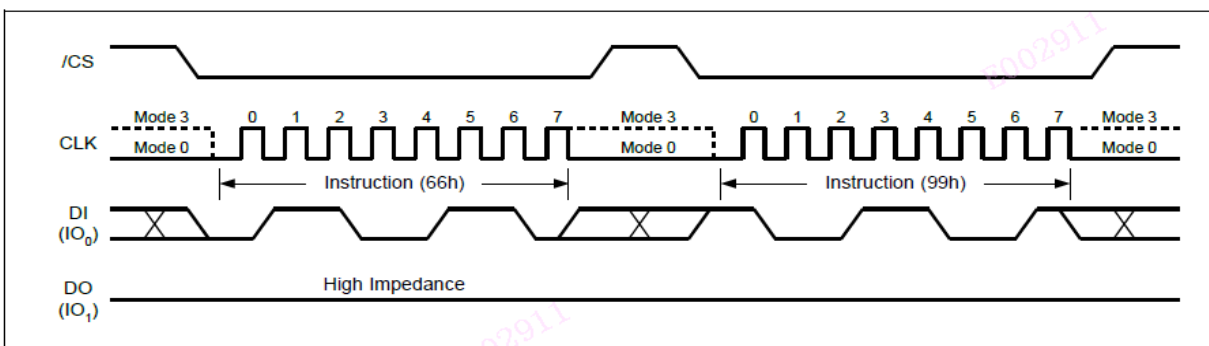 E002911
/CS
Mode 3 0 1 2 3 4 5 6 7 Mode 3 0 1 2 3 4 5 6 7 Mode 3
CLK
Mode 0 Mode 0 Mode 0
Instruction (66h) Instruction (99h)
DI
(IO0)
DO High Impedance
(IO1)
02911